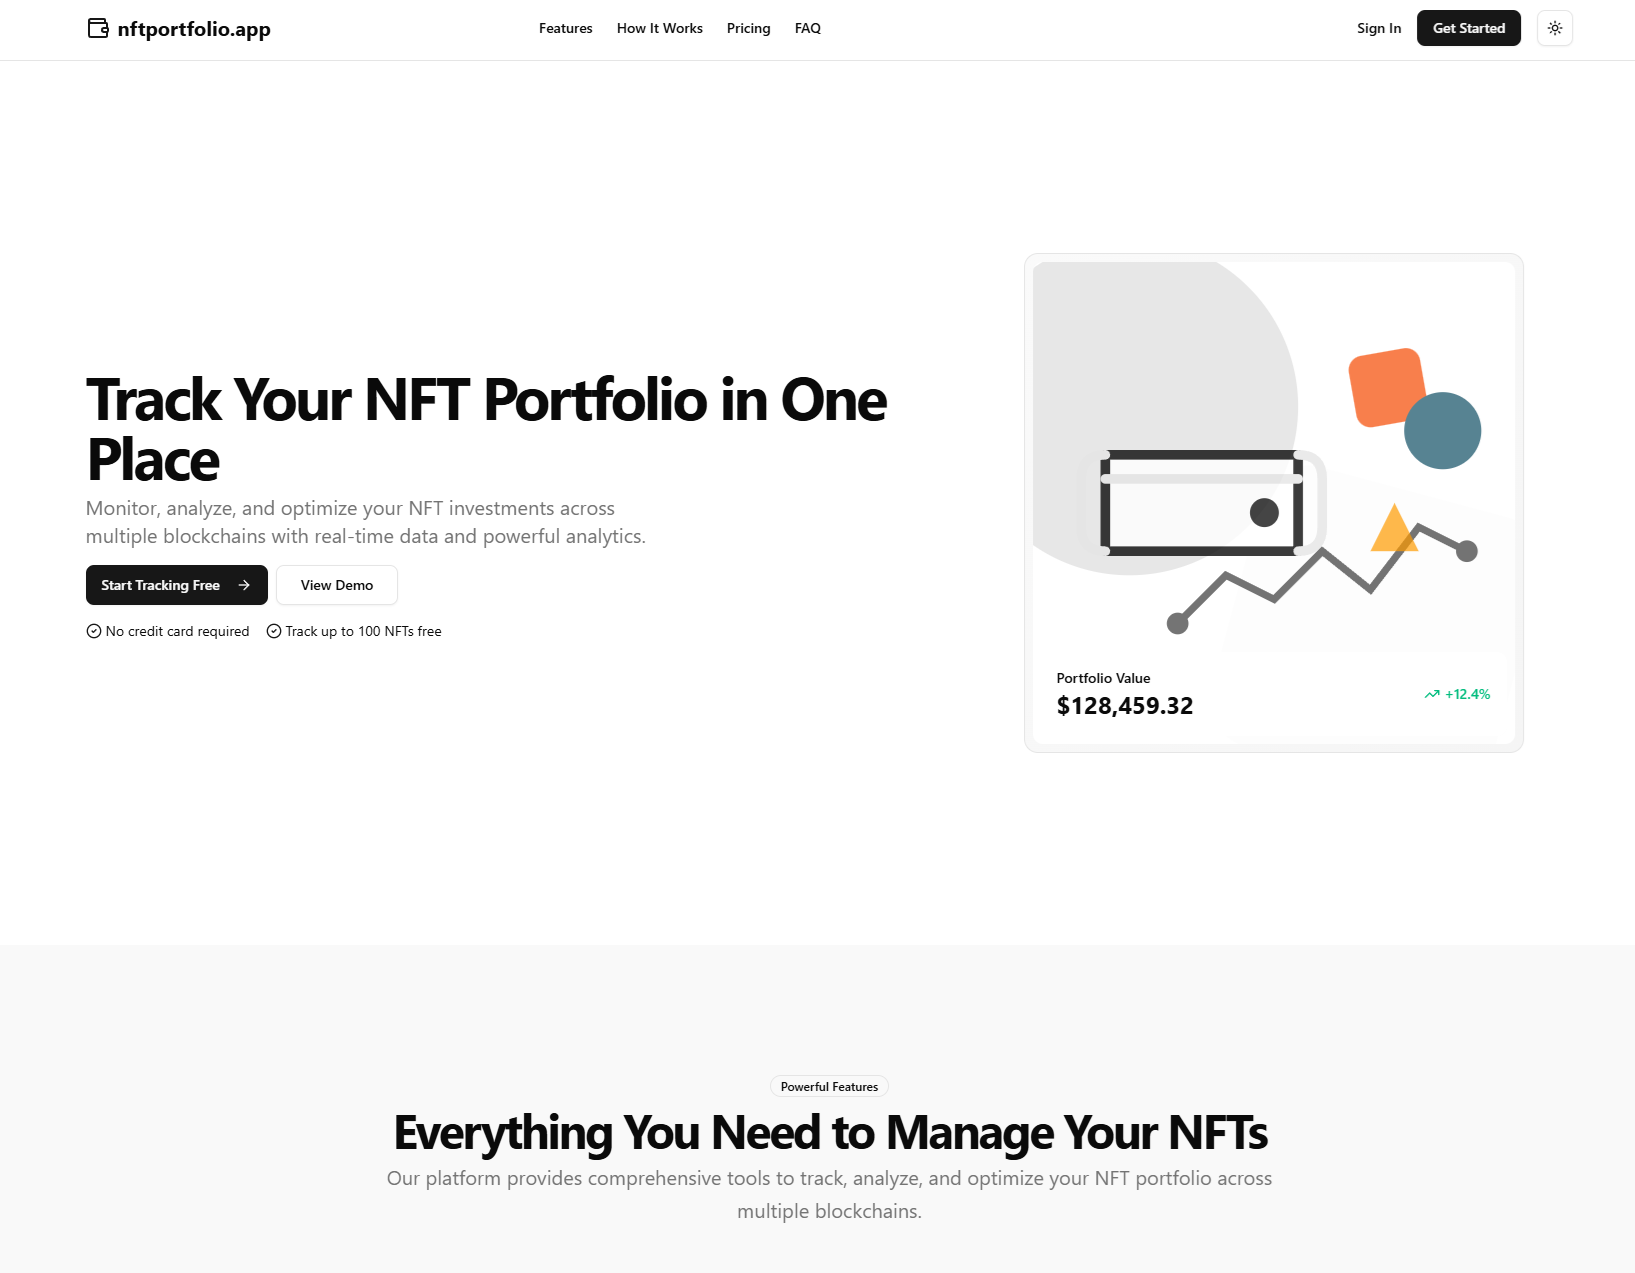 nftportfolio.app
Features
How It Works
Pricing
FAQ
Sign In
Get Started
Track Your NFT Portfolio in One
Place
Monitor, analyze, and optimize your NFT investments across
multiple blockchains with real-time data and powerful analytics.
Start Tracking Free
View Demo
No credit card required
Track up to 100 NFTs free
Portfolio Value
$128,459.32
+12.4%
Powerful Features
Everything You Need to Manage Your NFTs
Our platform provides comprehensive tools to track, analyze, and optimize your NFT portfolio across
multiple blockchains.